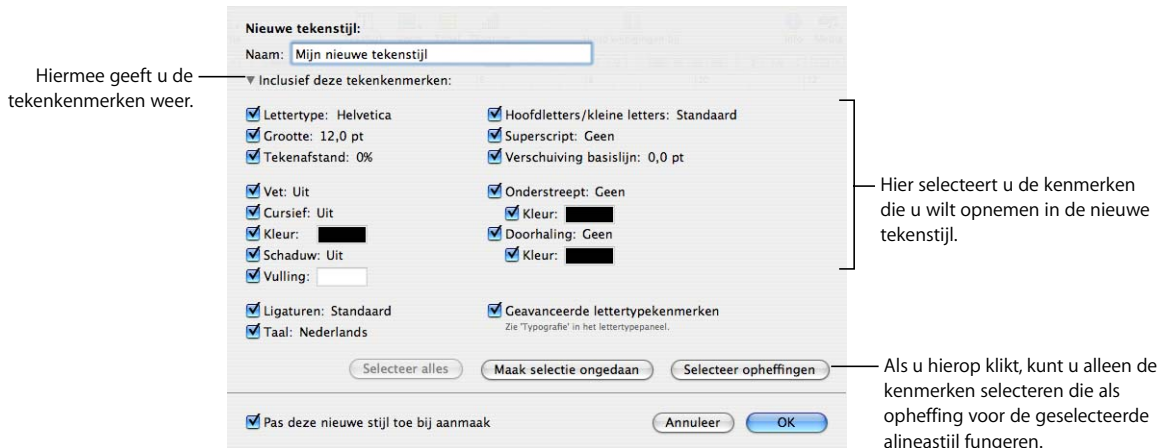 Nieuwe tekenstijl:
Naam: Mijn nieuwe tekenstijl
Hiermee geeft u de
tekenkenmerken weer.
Inclusief deze tekenkenmerken:
Lettertype: Helvetica
Grootte: 12,0 pt
Tekenafstand: 0%
Hoofdletters/kleine letters: Standaard
Superscript: Geen
Verschuiving basislijn: 0,0 pt
Vet: Uit
Cursief: Uit
Kleur:
Schaduw: Uit
Vulling:
Onderstreept: Geen
Kleur:
Doorhaling: Geen
Kleur:
Hier selecteert u de kenmerken
die u wilt opnemen in de nieuwe
tekenstijl.
Ligaturen: Standaard
Taal: Nederlands
Geavanceerde lettertypekenmerken
Zie 'Typografie' in het lettertypepaneel.
Selecteer alles
Maak selectie ongedaan
Selecteer opheffingen
Als u hierop klikt, kunt u alleen de
kenmerken selecteren die als
opheffing voor de geselecteerde
alineastijl fungeren.
Pas deze nieuwe stijl toe bij aanmaak
Annuleer
OK